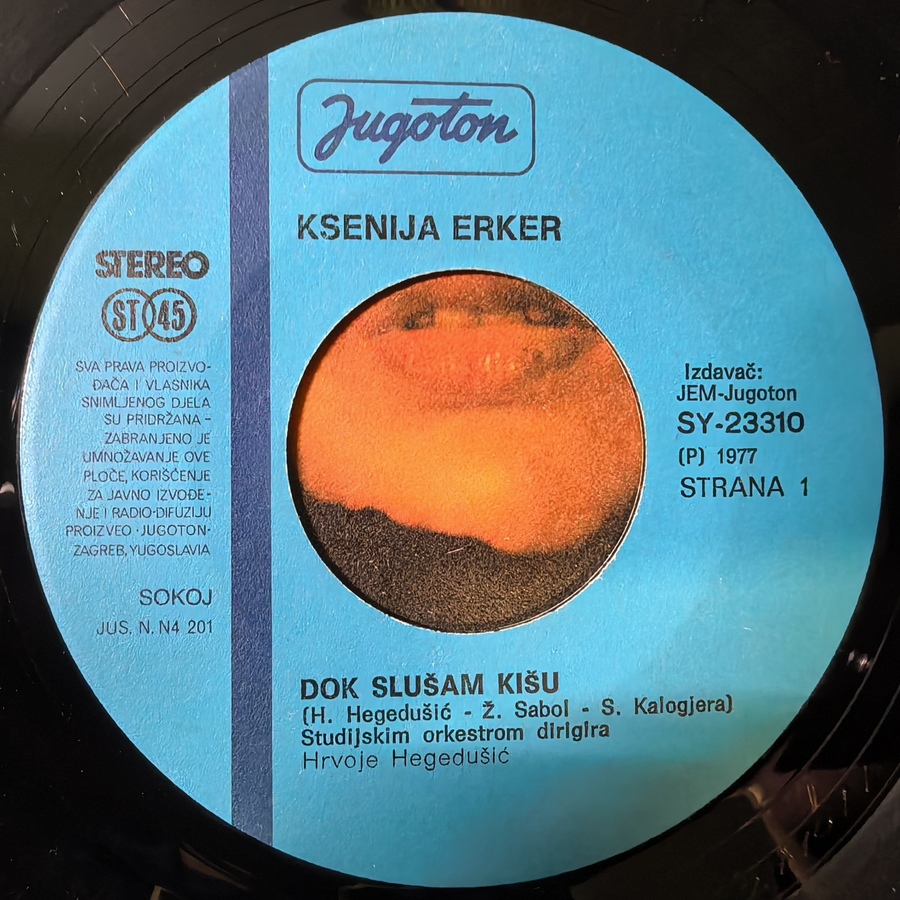 Jugoton
KSENIJA ERKER
STEREO
ST 45
SVA PRAVA PROIZVO-
ĐAČA I VLASNIKA
SNIMLJENOG DJELA
SU PRIDRŽANA -
ZABRANJENO JE
UMNOŽAVANJE OVE
PLOČE, KORIŠĆENJE
ZA JAVNO IZVOĐE-
NJE I RADIO-DIFUZIJU
PROIZVEO "JUGOTON"
ZAGREB, YUGOSLAVIA
SOKOJ
JUS. N. N4 201
Izdavač:
JEM-Jugoton
SY-23310
(P) 1977
STRANA 1
DOK SLUŠAM KIŠU
(H. Hegedušić - Ž. Sabol - S. Kalogjera)
Studijskim orkestrom dirigira
Hrvoje Hegedušić